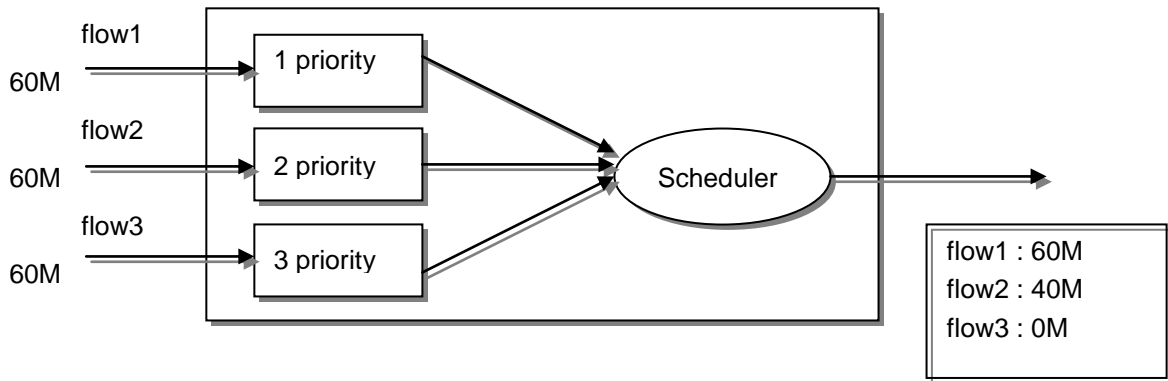 flow1
60M
1 priority
flow2
60M
2 priority
Scheduler
flow3
60M
3 priority
flow1 : 60M
flow2 : 40M
flow3 : 0M